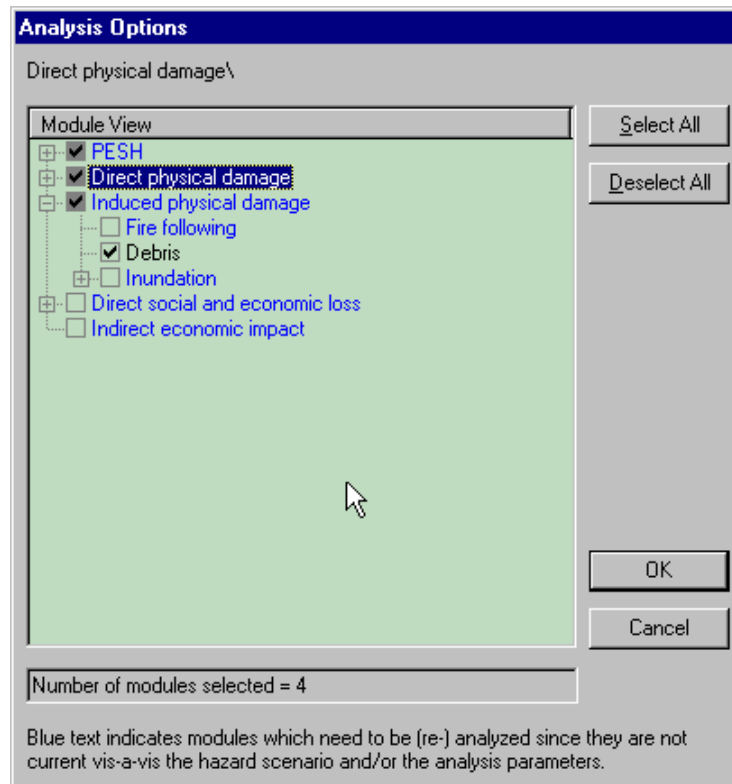 Analysis Options
Direct physical damage\
Module View
PESH
Direct physical damage
Induced physical damage
Fire following
Debris
Inundation
Direct social and economic loss
Indirect economic impact
Select All
Deselect All
OK
Cancel
Number of modules selected = 4
Blue text indicates modules which need to be (re-) analyzed since they are not
current vis-a-vis the hazard scenario and/or the analysis parameters.